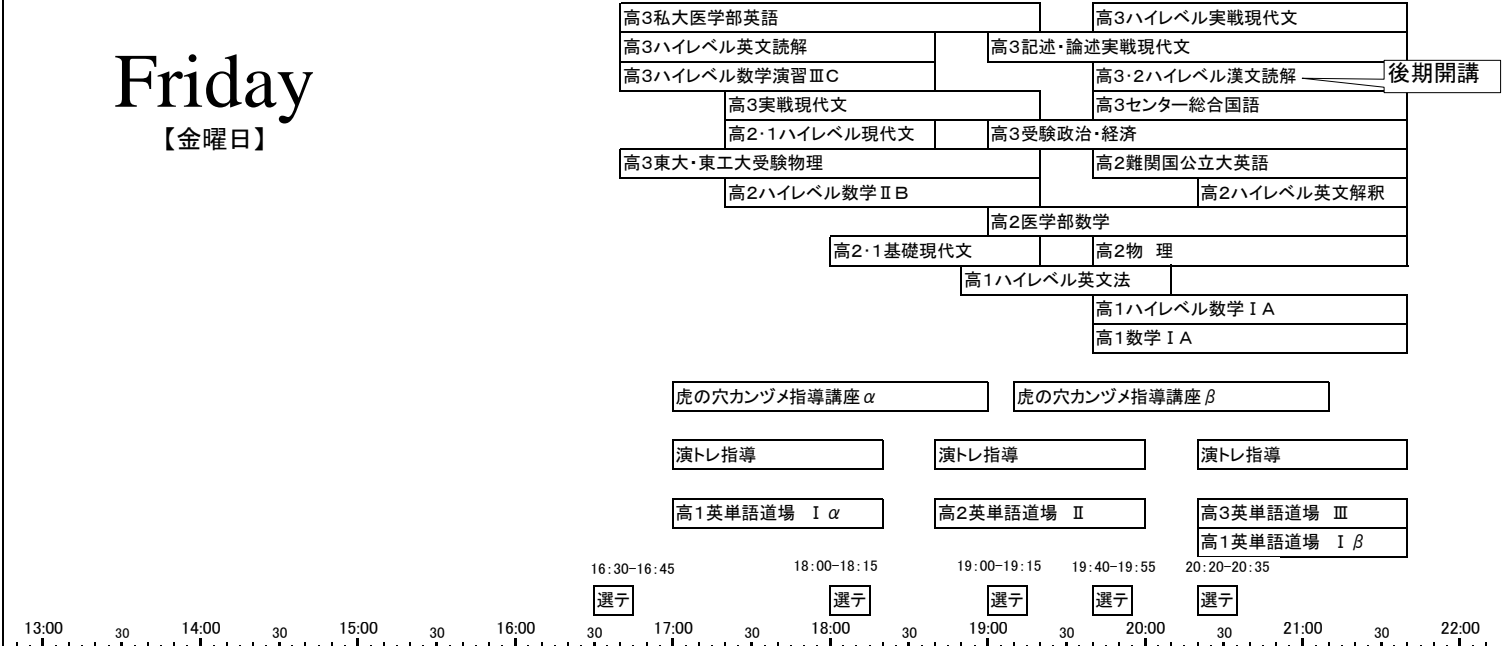 Friday
【金曜日】
高3私大医学部英語
高3ハイレベル実戦現代文
高3ハイレベル英文読解
高3記述・論述実戦現代文
高3ハイレベル数学演習ⅢC
高3・2ハイレベル漢文読解
後期開講
高3実戦現代文
高3センター総合国語
高2・1ハイレベル現代文
高3受験政治・経済
高3東大・東工大受験物理
高2難関国公立大英語
高2ハイレベル数学ⅡB
高2ハイレベル英文解釈
高2医学部数学
高2・1基礎現代文
高2物　理
高1ハイレベル英文法
高1ハイレベル数学ⅠA
高1数学ⅠA
虎の穴カンヅメ指導講座α
虎の穴カンヅメ指導講座β
演トレ指導
演トレ指導
演トレ指導
高1英単語道場　Ⅰα
高2英単語道場　Ⅱ
高3英単語道場　Ⅲ
高1英単語道場　Ⅰβ
16:30-16:45
18:00-18:15
19:00-19:15
19:40-19:55
20:20-20:35
選テ
選テ
選テ
選テ
選テ
13:00 30 14:00 30 15:00 30 16:00 30 17:00 30 18:00 30 19:00 30 20:00 30 21:00 30 22:00